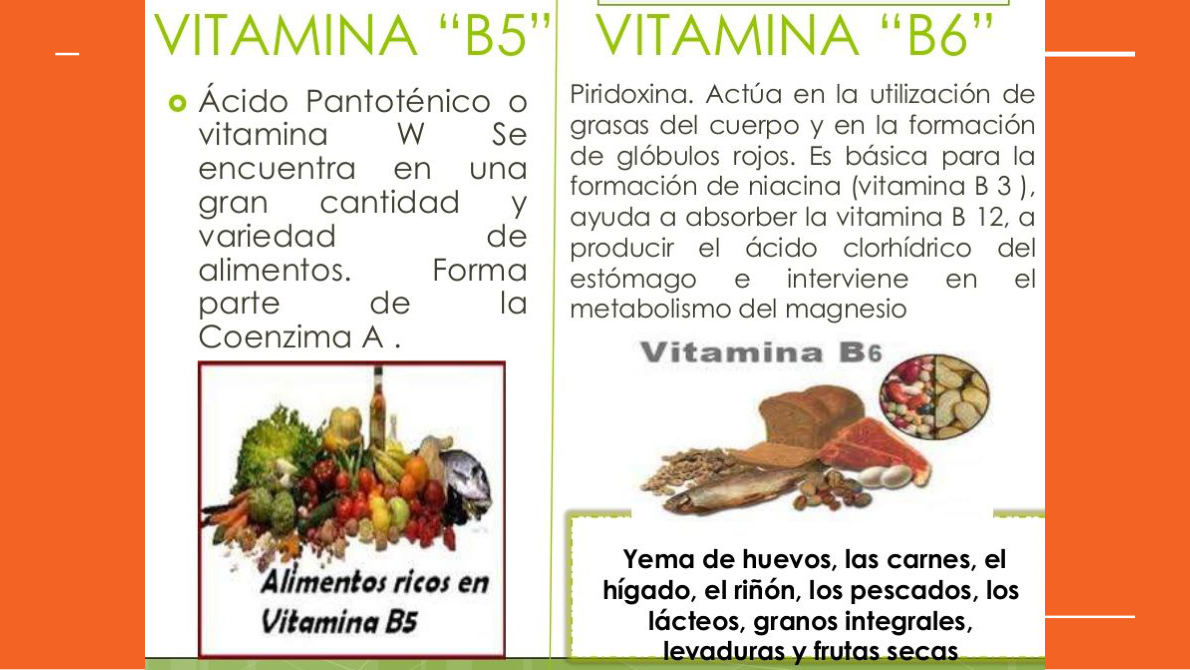 VITAMINA “B5”
Ácido Pantoténico o
vitamina W Se
encuentra en una
gran cantidad y
variedad de
alimentos. Forma
parte de la
Coenzima A .
Alimentos ricos en
Vitamina B5
VITAMINA “B6”
Piridoxina. Actúa en la utilización de
grasas del cuerpo y en la formación
de glóbulos rojos. Es básica para la
formación de niacina (vitamina B 3 ),
ayuda a absorber la vitamina B 12, a
producir el ácido clorhídrico del
estómago e interviene en el
metabolismo del magnesio
Vitamina B6
Yema de huevos, las carnes, el
hígado, el riñón, los pescados, los
lácteos, granos integrales,
levaduras y frutas secas